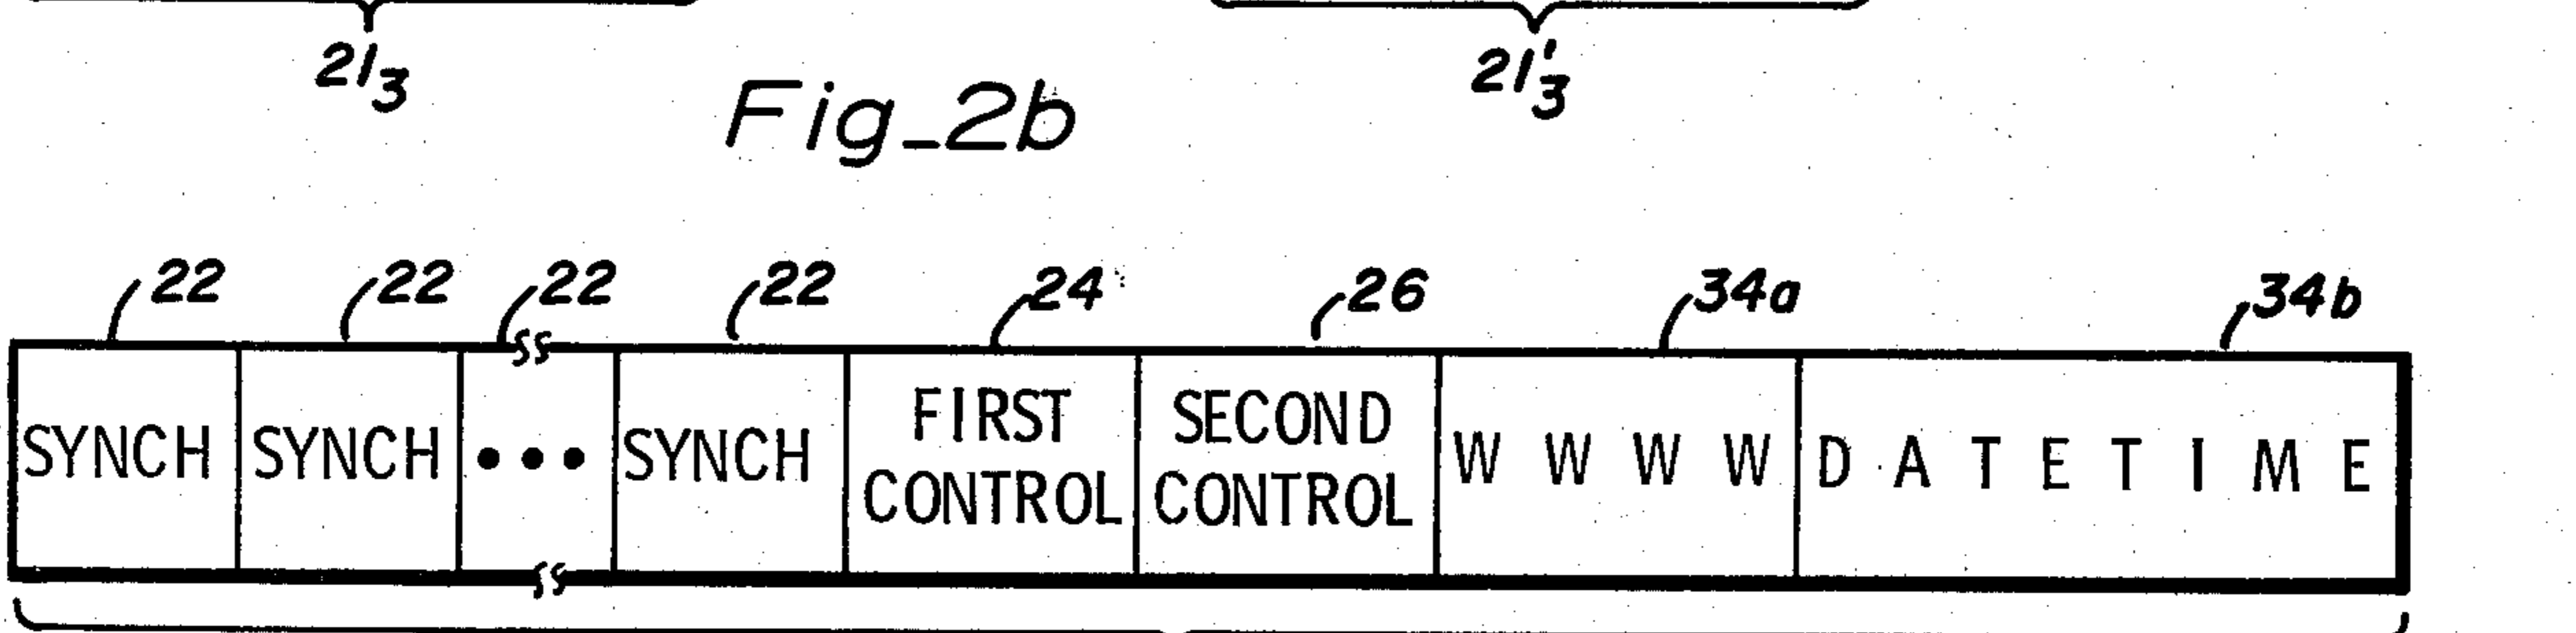 21₃ 21'₃
Fig_2b
22 22 22 22 24 26 34a 34b
SYNCH SYNCH ••• SYNCH FIRST CONTROL SECOND CONTROL W W W W D A T E T I M E